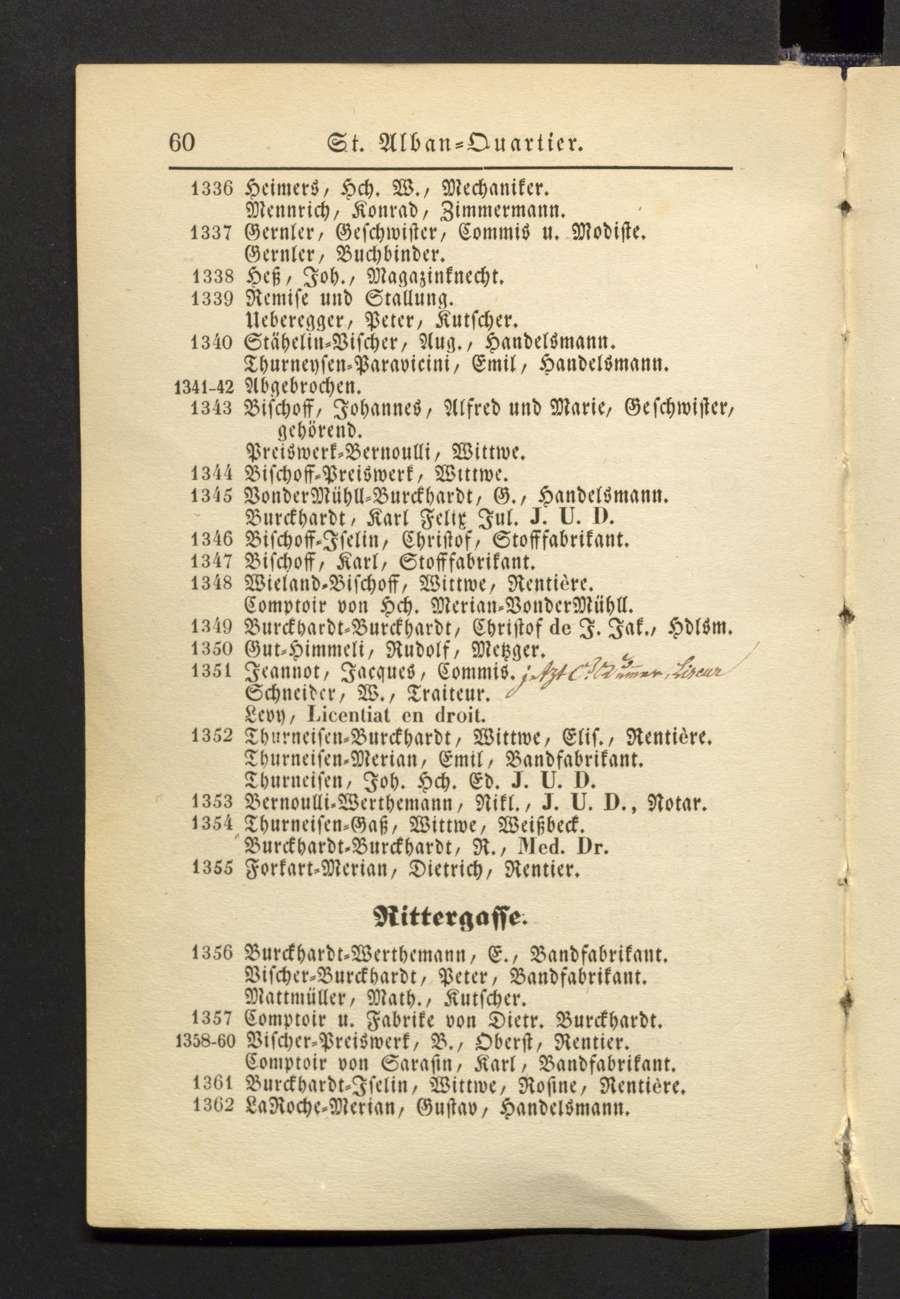 60 St. Alban=Quartier.
1336 Heimers, Hch. W., Mechaniker.
Mennrich, Konrad, Zimmermann.
1337 Gernler, Geschwister, Commis u. Modiste.
Gernler, Buchbinder.
1338 Heß, Joh., Magazinknecht.
1339 Remise und Stallung.
Ueberegger, Peter, Kutscher.
1340 Stähelin=Vischer, Aug., Handelsmann.
Thurneysen=Paravicini, Emil, Handelsmann.
1341-42 Abgebrochen.
1343 Bischoff, Johannes, Alfred und Marie, Geschwister,
gehörend.
Preiswerk=Bernoulli, Wittwe.
1344 Bischoff=Preiswerk, Wittwe.
1345 VonderMühll=Burckhardt, G., Handelsmann.
Burckhardt, Karl Felix Jul. J. U. D.
1346 Bischoff=Iselin, Christof, Stofffabrikant.
1347 Bischoff, Karl, Stofffabrikant.
1348 Wieland=Bischoff, Wittwe, Rentière.
Comptoir von Hch. Merian=VonderMühll.
1349 Burckhardt=Burckhardt, Christof de J. Jak., Hdlsm.
1350 Gut=Himmeli, Rudolf, Metzger.
1351 Jeannot, Jacques, Commis. jetzt
Schneider, W., Traiteur.
Levy, Licentiat en droit.
1352 Thurneisen=Burckhardt, Wittwe, Elis., Rentière.
Thurneisen=Merian, Emil, Bandfabrikant.
Thurneisen, Joh. Hch. Ed. J. U. D.
1353 Bernoulli=Werthemann, Nikl., J. U. D., Notar.
1354 Thurneisen=Gaß, Wittwe, Weißbeck.
Burckhardt=Burckhardt, R., Med. Dr.
1355 Forkart=Merian, Dietrich, Rentier.
Rittergasse.
1356 Burckhardt=Werthemann, E., Bandfabrikant.
Vischer=Burckhardt, Peter, Bandfabrikant.
Mattmüller, Math., Kutscher.
1357 Comptoir u. Fabrike von Dietr. Burckhardt.
1358-60 Vischer=Preiswerk, B., Oberst, Rentier.
Comptoir von Sarasin, Karl, Bandfabrikant.
1361 Burckhardt=Iselin, Wittwe, Rosine, Rentière.
1362 LaRoche=Merian, Gustav, Handelsmann.